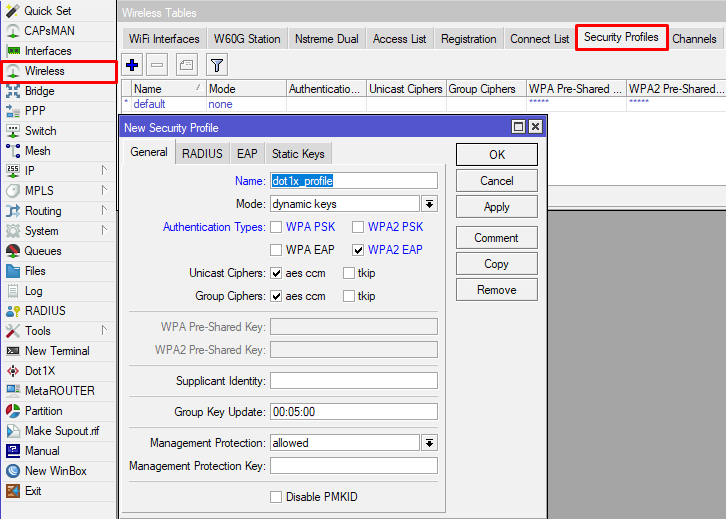 Quick Set
CAPsMAN
Interfaces
Wireless
Bridge
PPP
Switch
Mesh
IP
MPLS
Routing
System
Queues
Files
Log
RADIUS
Tools
New Terminal
Dot1X
MetaROUTER
Partition
Make Supout.rif
Manual
New WinBox
Exit
Wireless Tables
WiFi Interfaces W60G Station Nstreme Dual Access List Registration Connect List Security Profiles Channels
Name Mode Authenticatio... Unicast Ciphers Group Ciphers WPA Pre-Shared ... WPA2 Pre-Shared...
* default none ***** *****
New Security Profile
General RADIUS EAP Static Keys
Name: dot1x_profile
Mode: dynamic keys
Authentication Types: WPA PSK WPA2 PSK
WPA EAP WPA2 EAP
Unicast Ciphers: aes ccm tkip
Group Ciphers: aes ccm tkip
WPA Pre-Shared Key:
WPA2 Pre-Shared Key:
Supplicant Identity:
Group Key Update: 00:05:00
Management Protection: allowed
Management Protection Key:
Disable PMKID
OK
Cancel
Apply
Comment
Copy
Remove